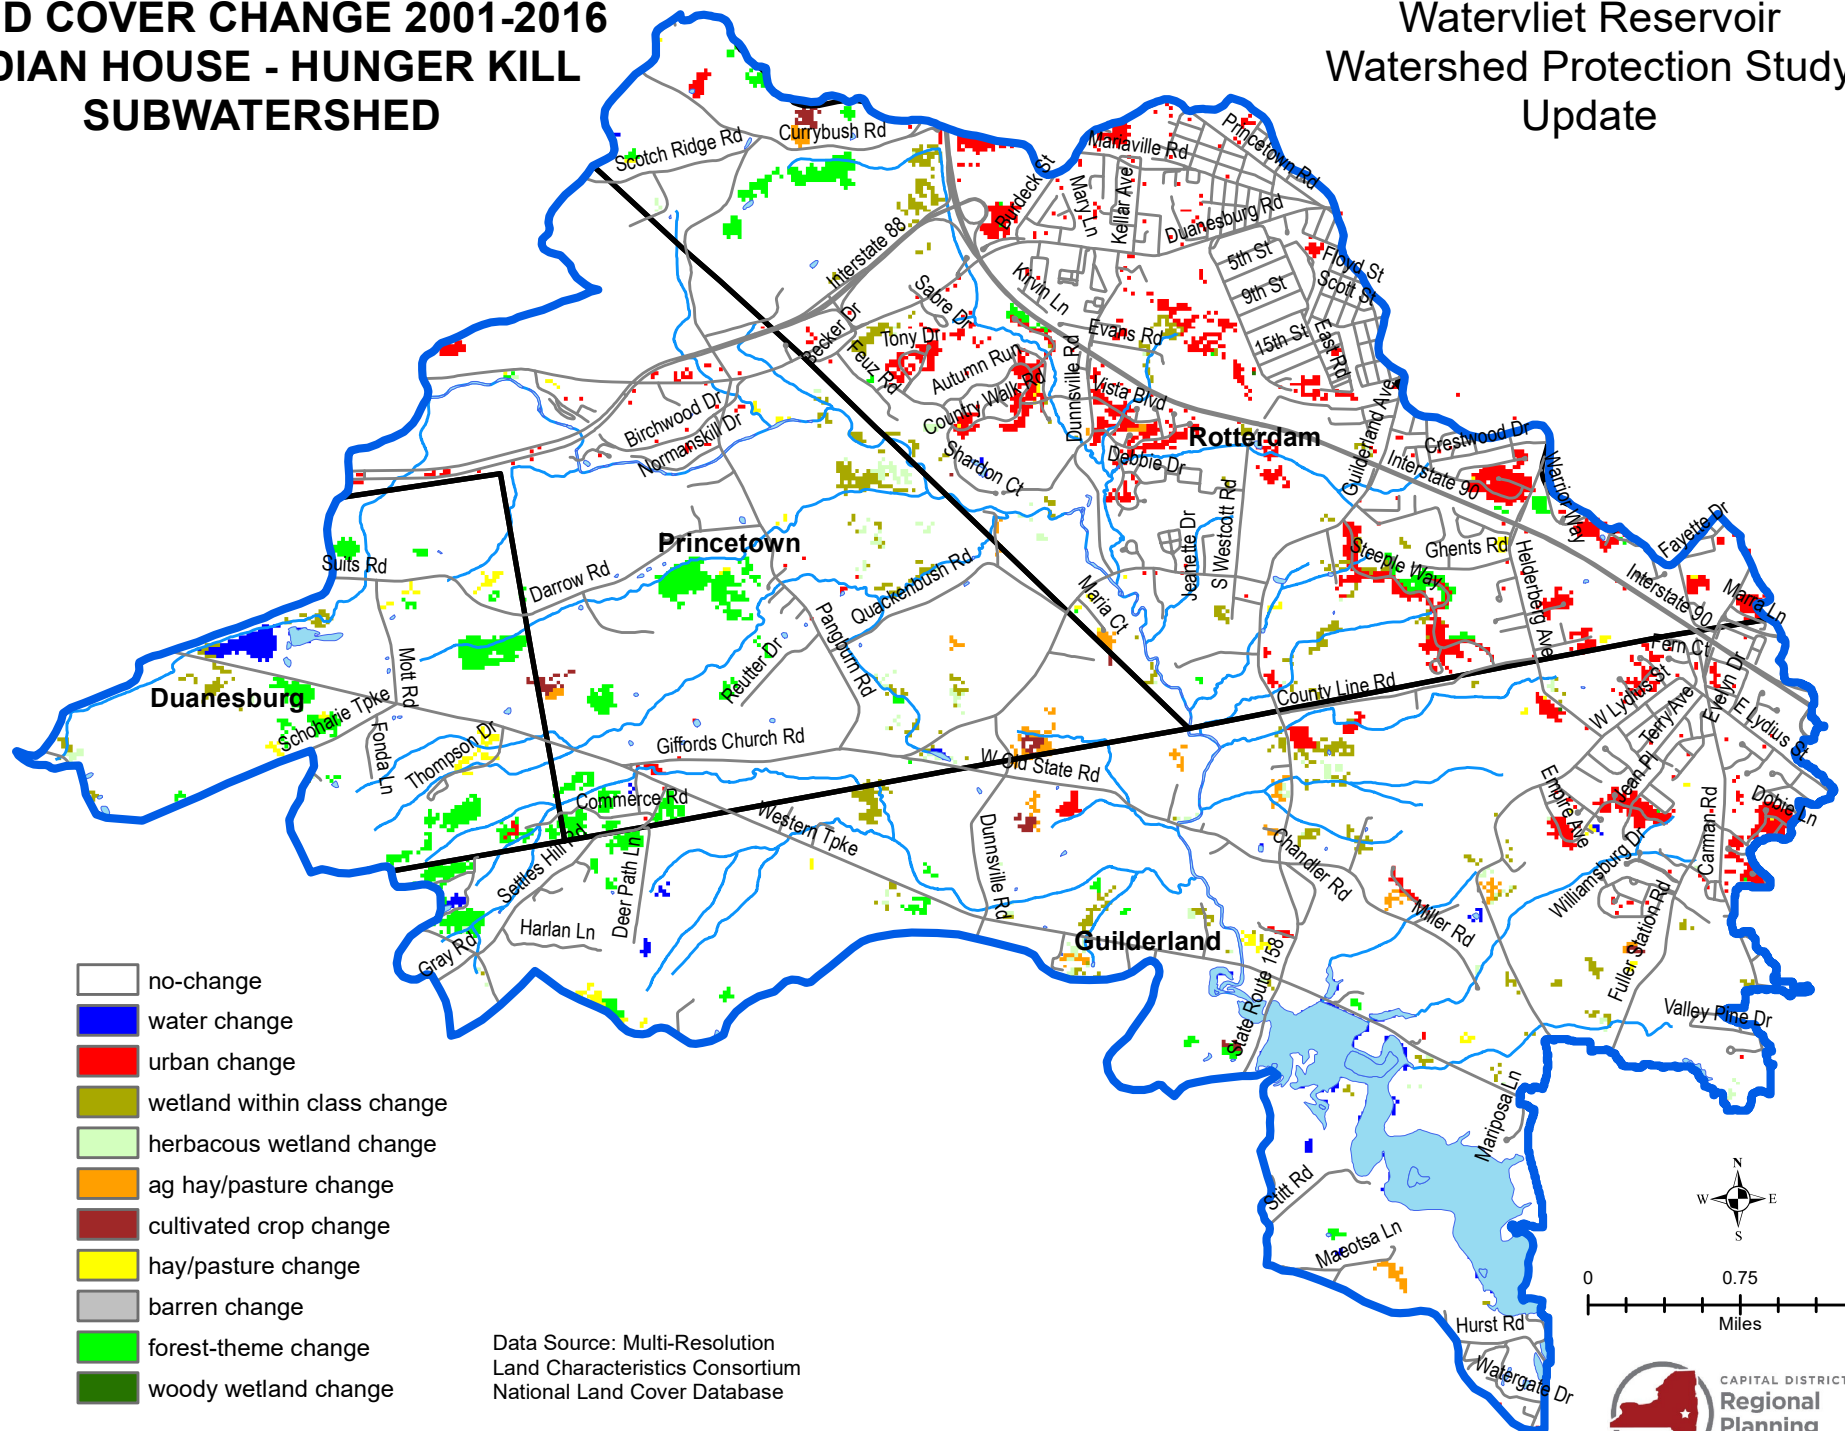 D COVER CHANGE 2001-2016
DIAN HOUSE - HUNGER KILL
SUBWATERSHED
Watervliet Reservoir
Watershed Protection Study
Update
Scotch Ridge Rd
Currybush Rd
Mariaville Rd
Princetown Rd
Burdeck St
Mary Ln
Kellar Ave
Duanesburg Rd
Interstate 88
5th St
Floyd St
Scott St
9th St
Kirvin Ln
Sabre Dr
Becker Dr
Tony Dr
Evans Rd
15th St
East Rd
Feuz Rd
Autumn Run
Dunnsville Rd
Country Walk Rd
Vista Blvd
Guilderland Ave
Birchwood Dr
Normanskill Dr
Rotterdam
Crestwood Dr
Shardon Ct
Debbie Dr
Interstate 90
Warrior Way
S Westcott Rd
Jeanette Dr
Fayette Dr
Princetown
Suits Rd
Darrow Rd
Quackenbush Rd
Steeple Way
Ghents Rd
Helderberg Ave
Interstate 90
Maria Ct
Marra Ln
Pangburn Rd
Fern Ct
Mott Rd
Reutter Dr
County Line Rd
W Lydius St
Evelyn Dr
Duanesburg
Schoharie Tpke
Terry Ave
E Lydius St
Fonda Ln
Thompson Dr
Giffords Church Rd
W Old State Rd
Jean Pl
Empire Ave
Commerce Rd
Western Tpke
Dunnsville Rd
Carman Rd
Dobie Ln
Settles Hill Rd
Deer Path Ln
Chandler Rd
Williamsburg Dr
Miller Rd
Harlan Ln
Gray Rd
Guilderland
State Route 158
Fuller Station Rd
Valley Pine Dr
Mariposa Ln
Stitt Rd
Maeotsa Ln
Hurst Rd
Watergate Dr
no-change
water change
urban change
wetland within class change
herbacous wetland change
ag hay/pasture change
cultivated crop change
hay/pasture change
barren change
forest-theme change
woody wetland change
Data Source: Multi-Resolution
Land Characteristics Consortium
National Land Cover Database
N
W E
S
0 0.75
Miles
CAPITAL DISTRICT
Regional
Planning